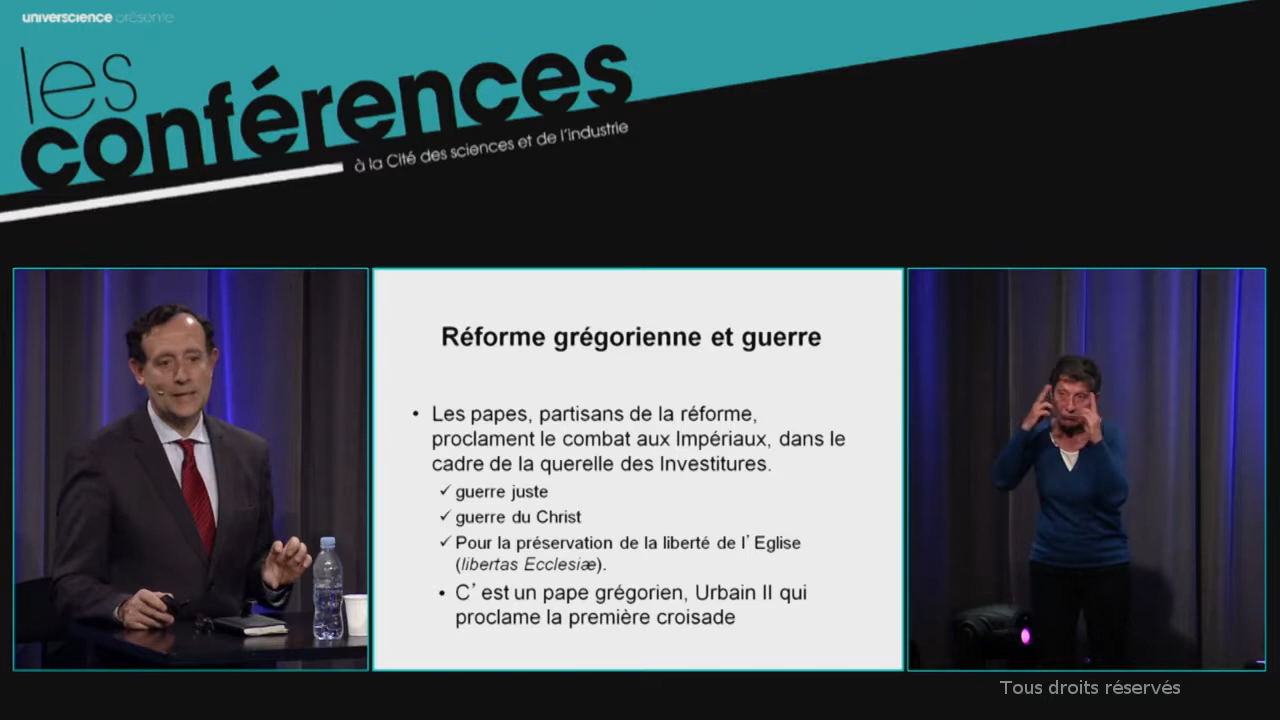 universcience présente
les
conférences
à la Cité des sciences et de l'industrie
Réforme grégorienne et guerre
• Les papes, partisans de la réforme,
proclament le combat aux Impériaux, dans le
cadre de la querelle des Investitures.
✓ guerre juste
✓ guerre du Christ
✓ Pour la préservation de la liberté de l’Eglise
(libertas Ecclesiæ).
• C’est un pape grégorien, Urbain II qui
proclame la première croisade
Tous droits réservés